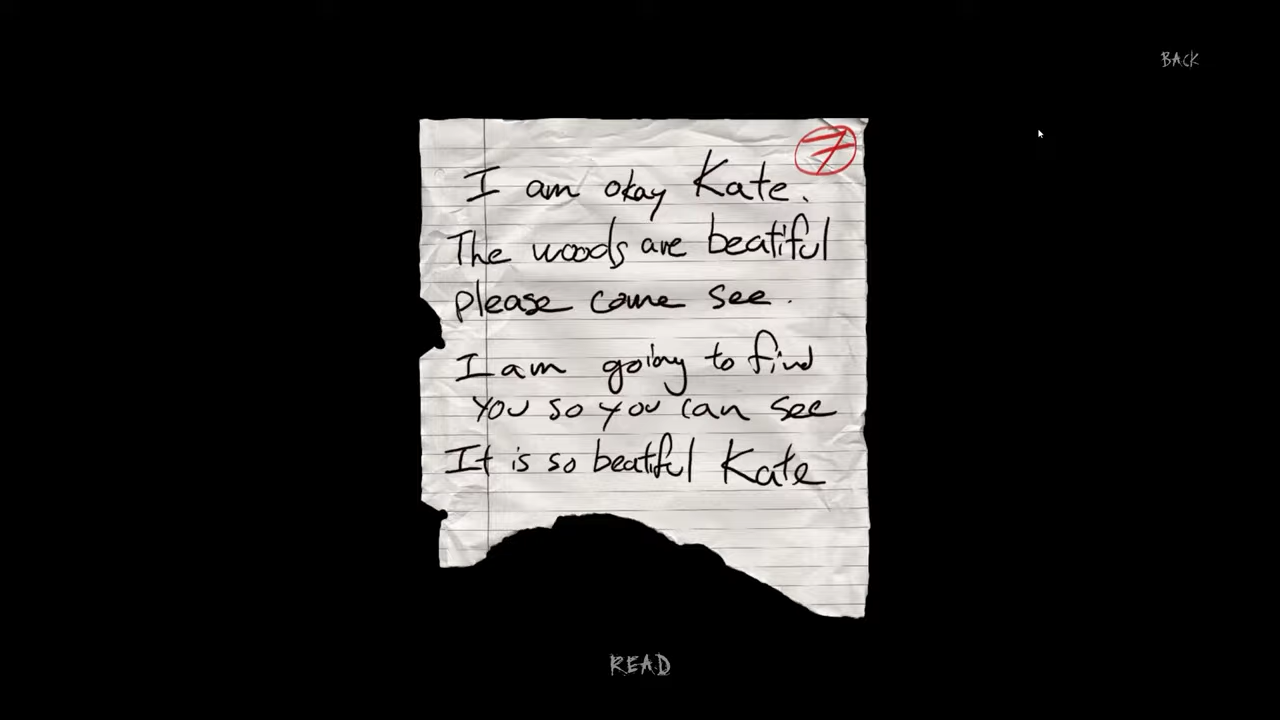 BACK
7
I am okay Kate.
The woods are beatiful
please come see.
I am going to find
you so you can see
It is so beatiful Kate
READ